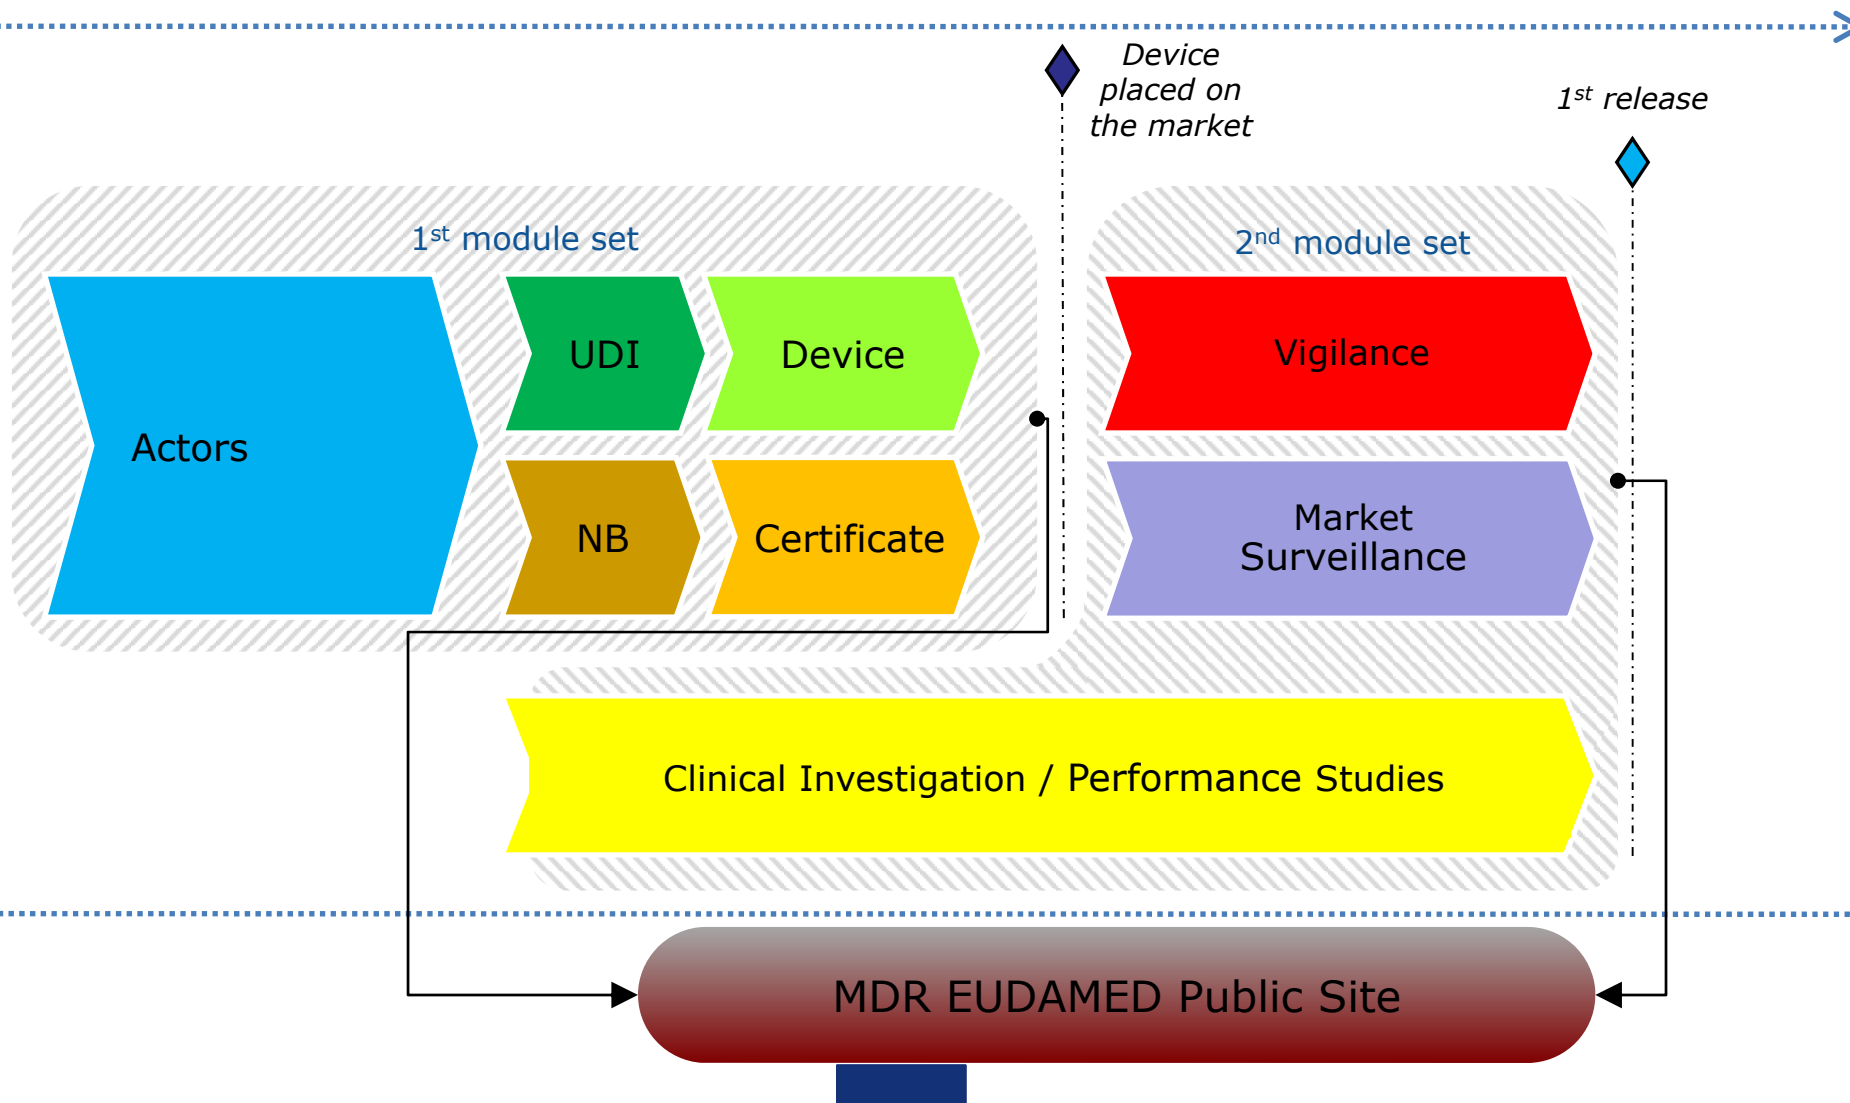 Device
placed on
the market
1st release
1st module set
2nd module set
Actors
UDI
Device
Vigilance
NB
Certificate
Market
Surveillance
Clinical Investigation / Performance Studies
MDR EUDAMED Public Site